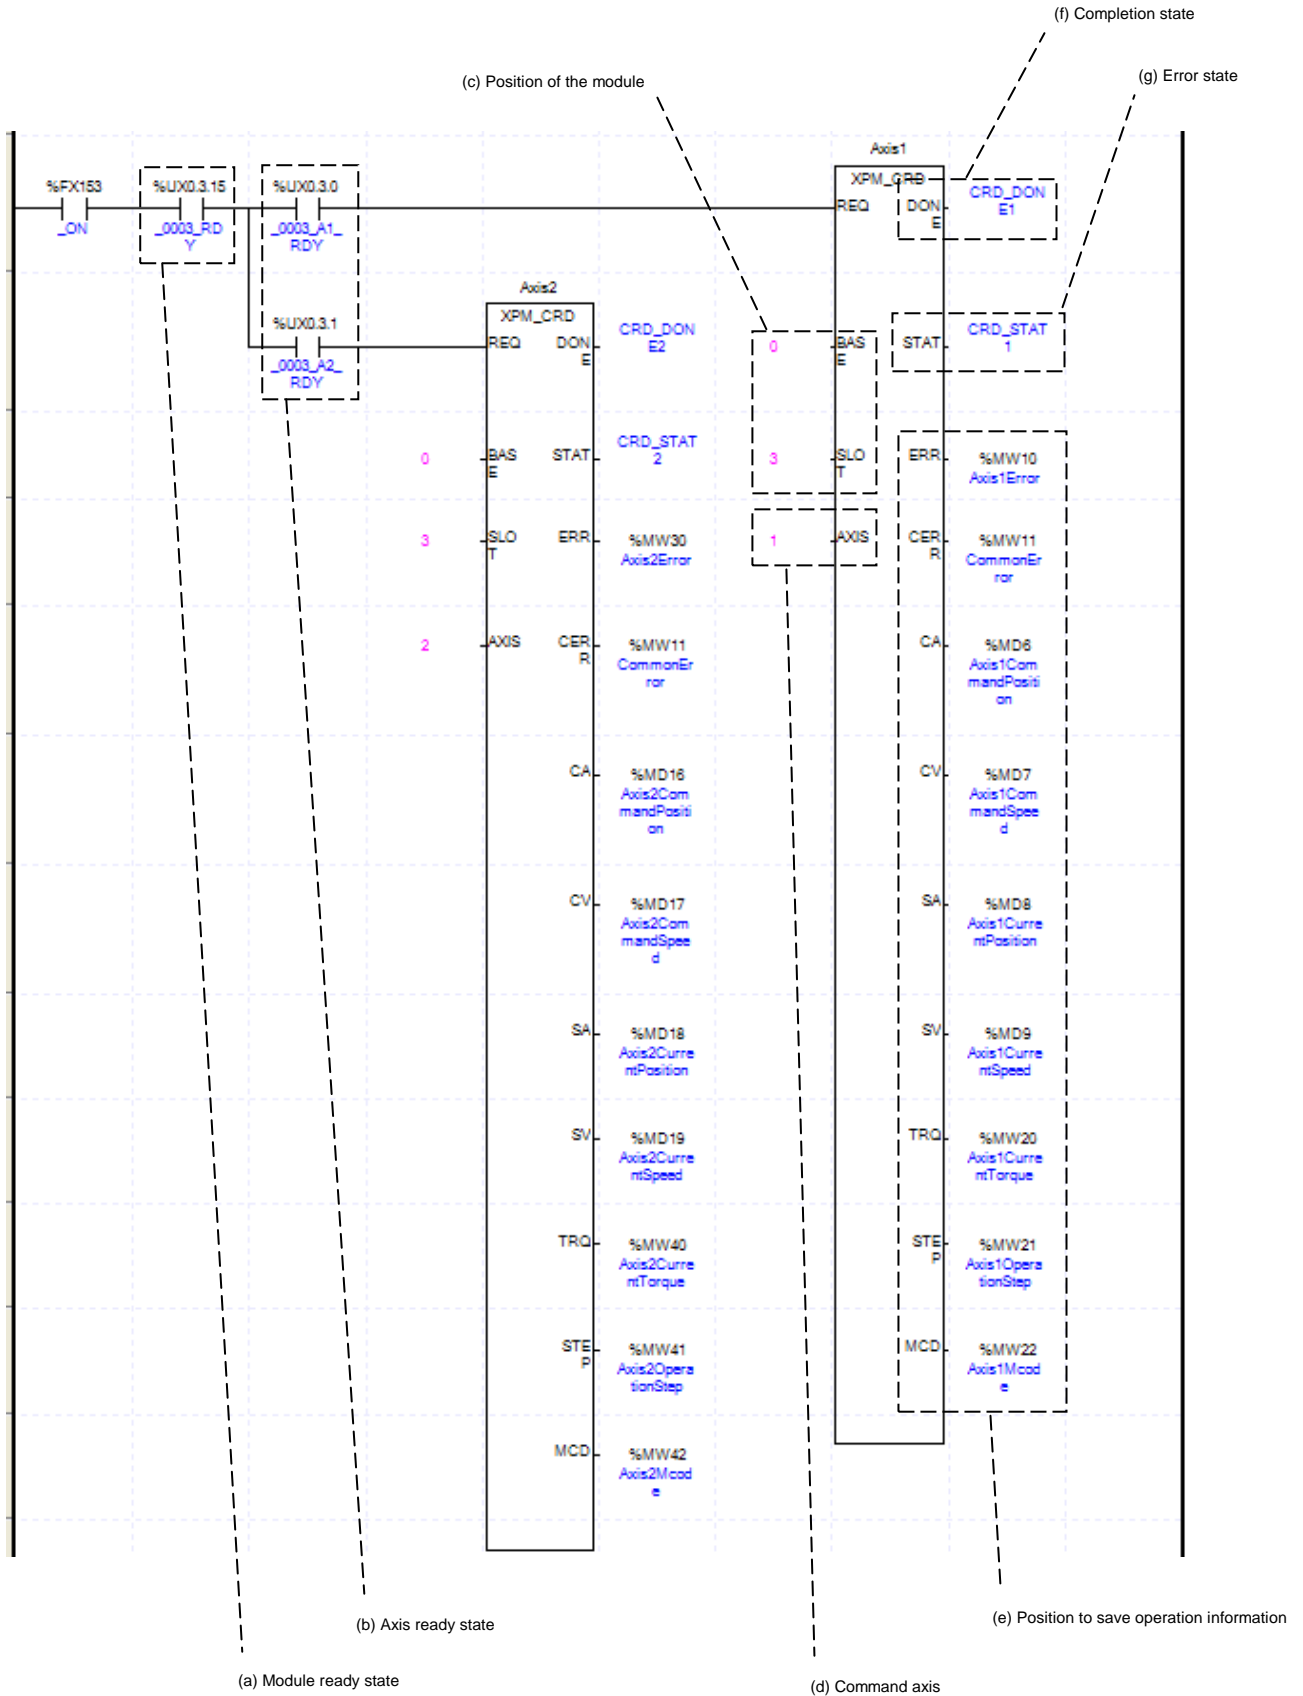 (f) Completion state
(g) Error state
(c) Position of the module
Axis1
%FX153
_ON
%UX0.3.15
_0003_RD
Y
%UX0.3.0
_0003_A1_
RDY
XPM_CRD
REQ
DON
E
CRD_DON
E1
%UX0.3.1
_0003_A2_
RDY
Axis2
XPM_CRD
REQ
DON
E
CRD_DON
E2
0
BAS
E
STAT
CRD_STAT
1
0
BAS
E
STAT
CRD_STAT
2
3
SLO
T
ERR
%MW10
Axis1Error
3
SLO
T
ERR
%MW30
Axis2Error
1
AXIS
CER
R
%MW11
CommonEr
ror
2
AXIS
CER
R
%MW11
CommonEr
ror
CA
%MD6
Axis1Com
mandPositi
on
CA
%MD16
Axis2Com
mandPositi
on
CV
%MD7
Axis1Com
mandSpee
d
CV
%MD17
Axis2Com
mandSpee
d
SA
%MD8
Axis1Curre
ntPosition
SA
%MD18
Axis2Curre
ntPosition
SV
%MD9
Axis1Curre
ntSpeed
SV
%MD19
Axis2Curre
ntSpeed
TRQ
%MW20
Axis1Curre
ntTorque
TRQ
%MW40
Axis2Curre
ntTorque
STE
P
%MW21
Axis1Opera
tionStep
STE
P
%MW41
Axis2Opera
tionStep
MCD
%MW22
Axis1Mcod
e
MCD
%MW42
Axis2Mcod
e
(e) Position to save operation information
(b) Axis ready state
(a) Module ready state
(d) Command axis